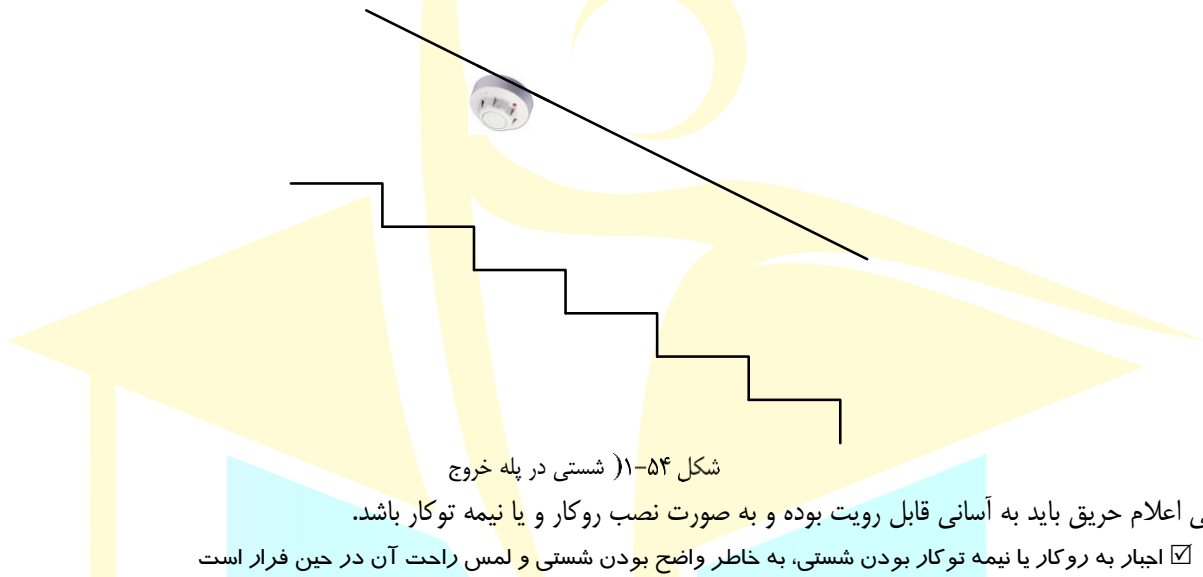 شکل ۵۴-۱( شستی در پله خروج
ی اعلام حریق باید به آسانی قابل رویت بوده و به صورت نصب روکار و یا نیمه توکار باشد.
☑ اجبار به روکار یا نیمه توکار بودن شستی، به خاطر واضح بودن شستی و لمس راحت آن در حین فرار است